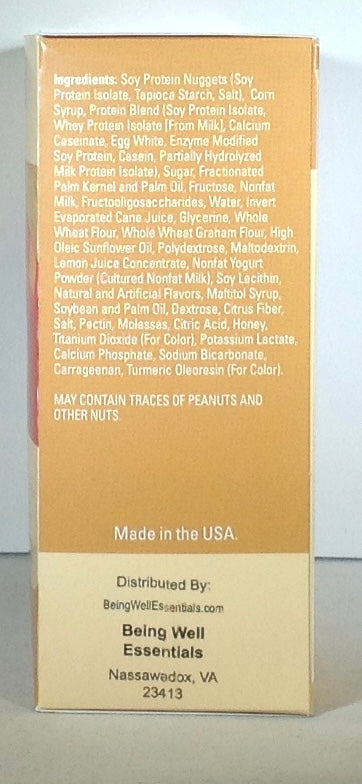 Ingredients: Soy Protein Nuggets (Soy
Protein Isolate, Tapioca Starch, Salt), Corn
Syrup, Protein Blend (Soy Protein Isolate,
Whey Protein Isolate [From Milk], Calcium
Caseinate, Egg White, Enzyme Modified
Soy Protein, Casein, Partially Hydrolyzed
Milk Protein Isolate), Sugar, Fractionated
Palm Kernel and Palm Oil, Fructose, Nonfat
Milk, Fructooligosaccharides, Water, Invert
Evaporated Cane Juice, Glycerine, Whole
Wheat Flour, Whole Wheat Graham Flour, High
Oleic Sunflower Oil, Polydextrose, Maltodextrin,
Lemon Juice Concentrate, Nonfat Yogurt
Powder (Cultured Nonfat Milk), Soy Lecithin,
Natural and Artificial Flavors, Maltitol Syrup,
Soybean and Palm Oil, Dextrose, Citrus Fiber,
Salt, Pectin, Molasses, Citric Acid, Honey,
Titanium Dioxide (For Color), Potassium Lactate,
Calcium Phosphate, Sodium Bicarbonate,
Carrageenan, Turmeric Oleoresin (For Color).
MAY CONTAIN TRACES OF PEANUTS AND
OTHER NUTS.
Made in the USA.
Distributed By:
BeingWellEssentials.com
Being Well
Essentials
Nassawadox, VA
23413